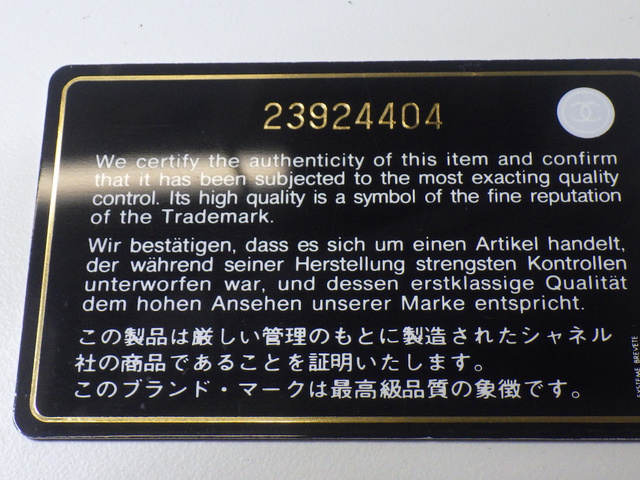 23924404
We certify the authenticity of this item and confirm
that it has been subjected to the most exacting quality
control. Its high quality is a symbol of the fine reputation
of the Trademark.
Wir bestätigen, dass es sich um einen Artikel handelt,
der während seiner Herstellung strengsten Kontrollen
unterworfen war, und dessen erstklassige Qualität
dem hohen Ansehen unserer Marke entspricht.
この製品は厳しい管理のもとに製造されたシャネル
社の商品であることを証明いたします。
このブランド・マークは最高級品質の象徴です。
SYSTÈME BREVETÉ